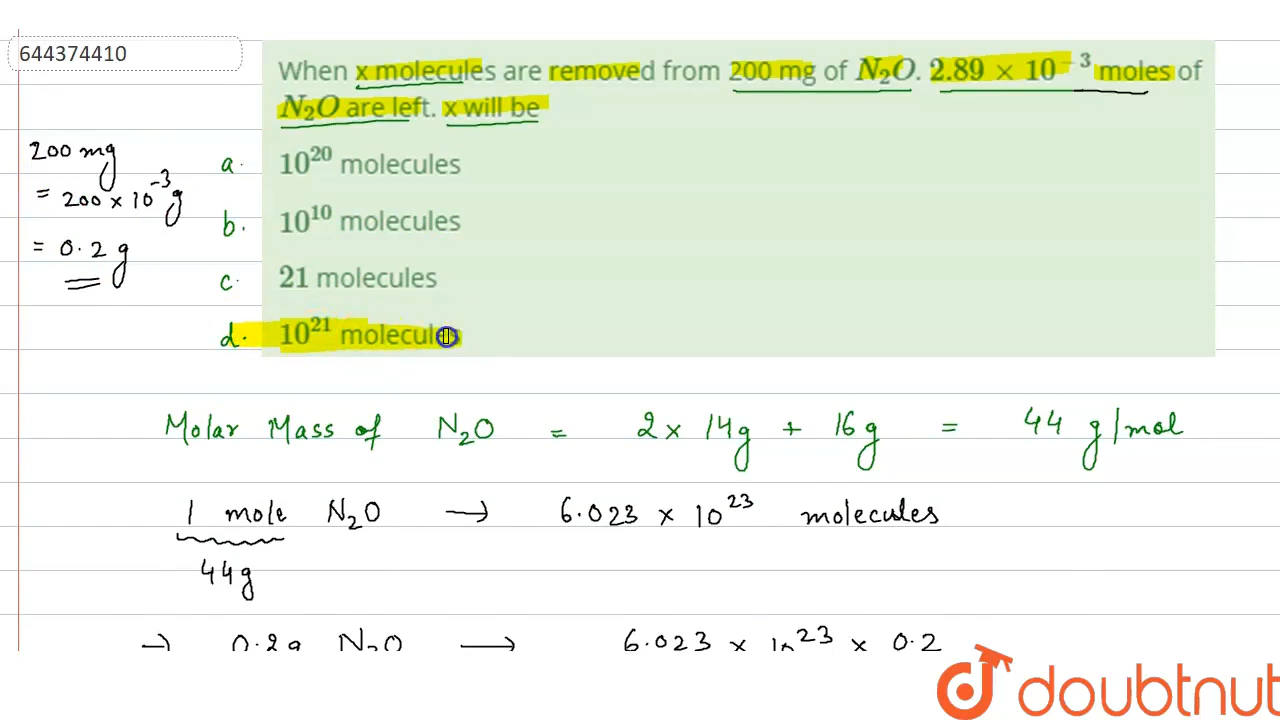 644374410
When x molecules are removed from 200 mg of N₂O. 2.89 × 10⁻³ moles of
N₂O are left. x will be
200 mg
= 200 × 10⁻³ g
= 0.2 g
a. 10²⁰ molecules
b. 10¹⁰ molecules
c. 21 molecules
d. 10²¹ molecules
Molar Mass of N₂O = 2 × 14g + 16g = 44 g/mol
1 mole N₂O → 6.023 × 10²³ molecules
44g
→ 0.2g N₂O → 6.023 × 10²³ × 0.2
doubtnut